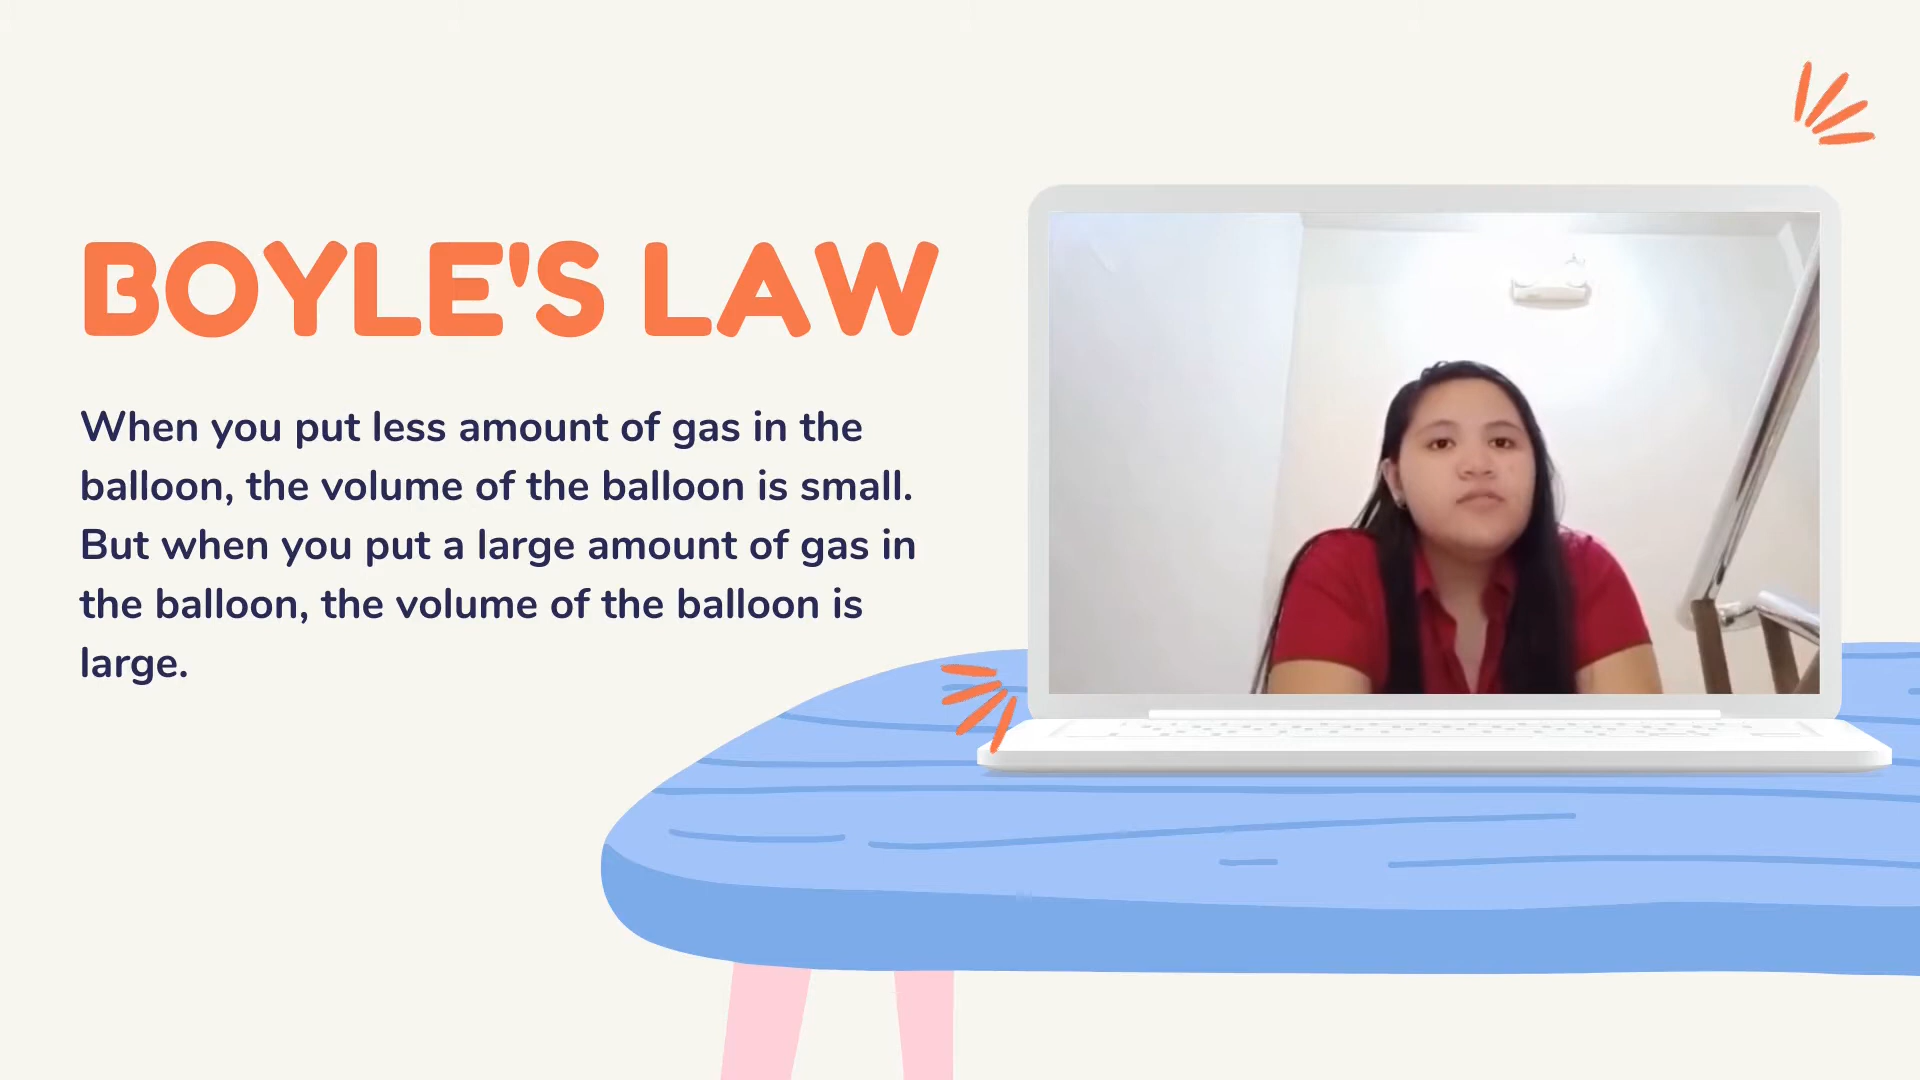 BOYLE'S LAW
When you put less amount of gas in the
balloon, the volume of the balloon is small.
But when you put a large amount of gas in
the balloon, the volume of the balloon is
large.